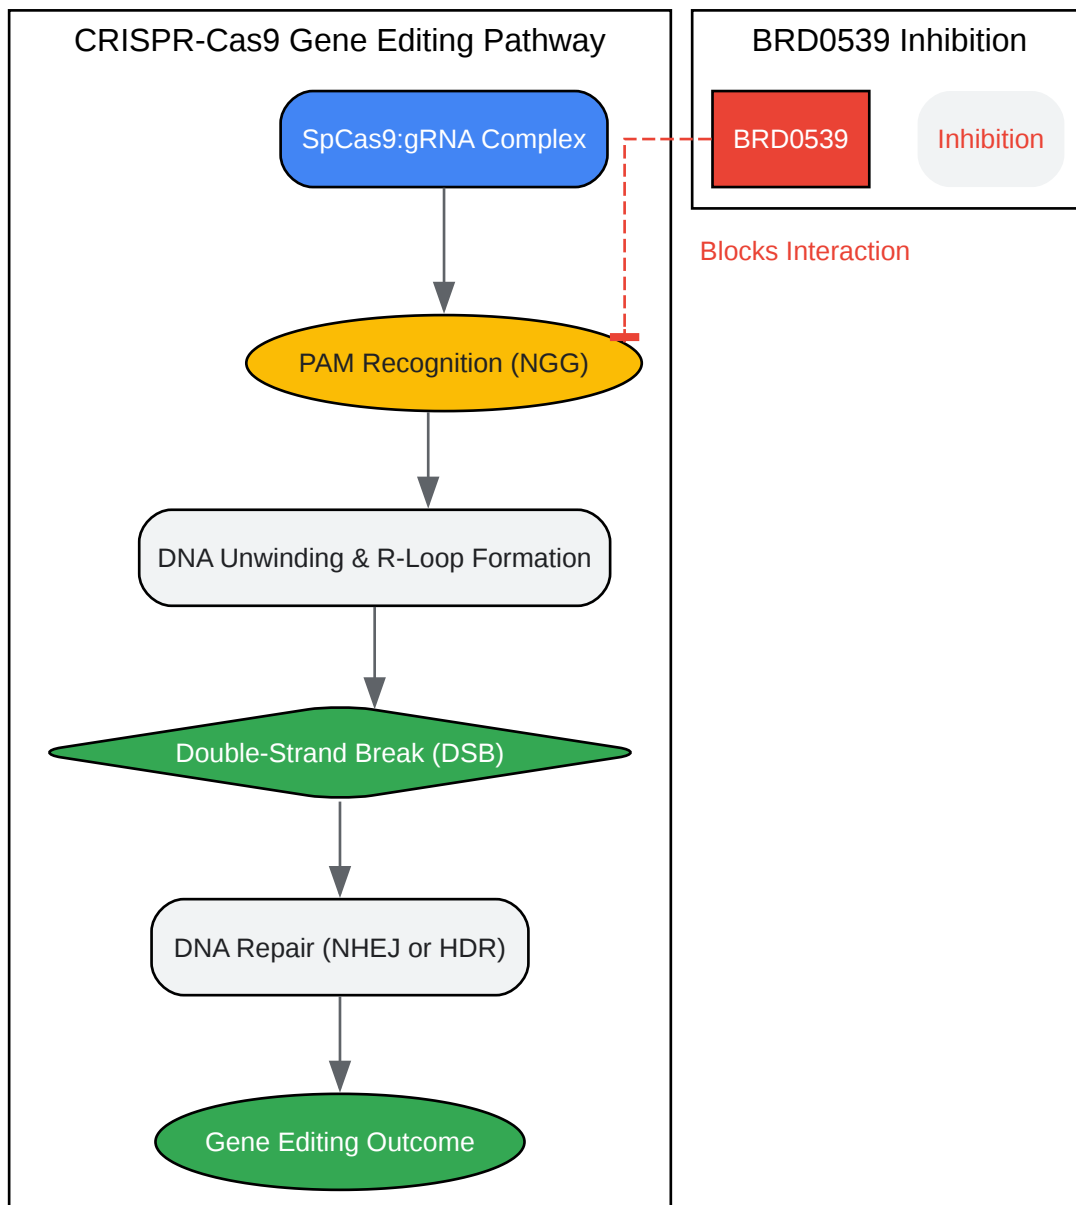 CRISPR-Cas9 Gene Editing Pathway
SpCas9:gRNA Complex
PAM Recognition (NGG)
DNA Unwinding & R-Loop Formation
Double-Strand Break (DSB)
DNA Repair (NHEJ or HDR)
Gene Editing Outcome
BRD0539 Inhibition
BRD0539
Inhibition
Blocks Interaction